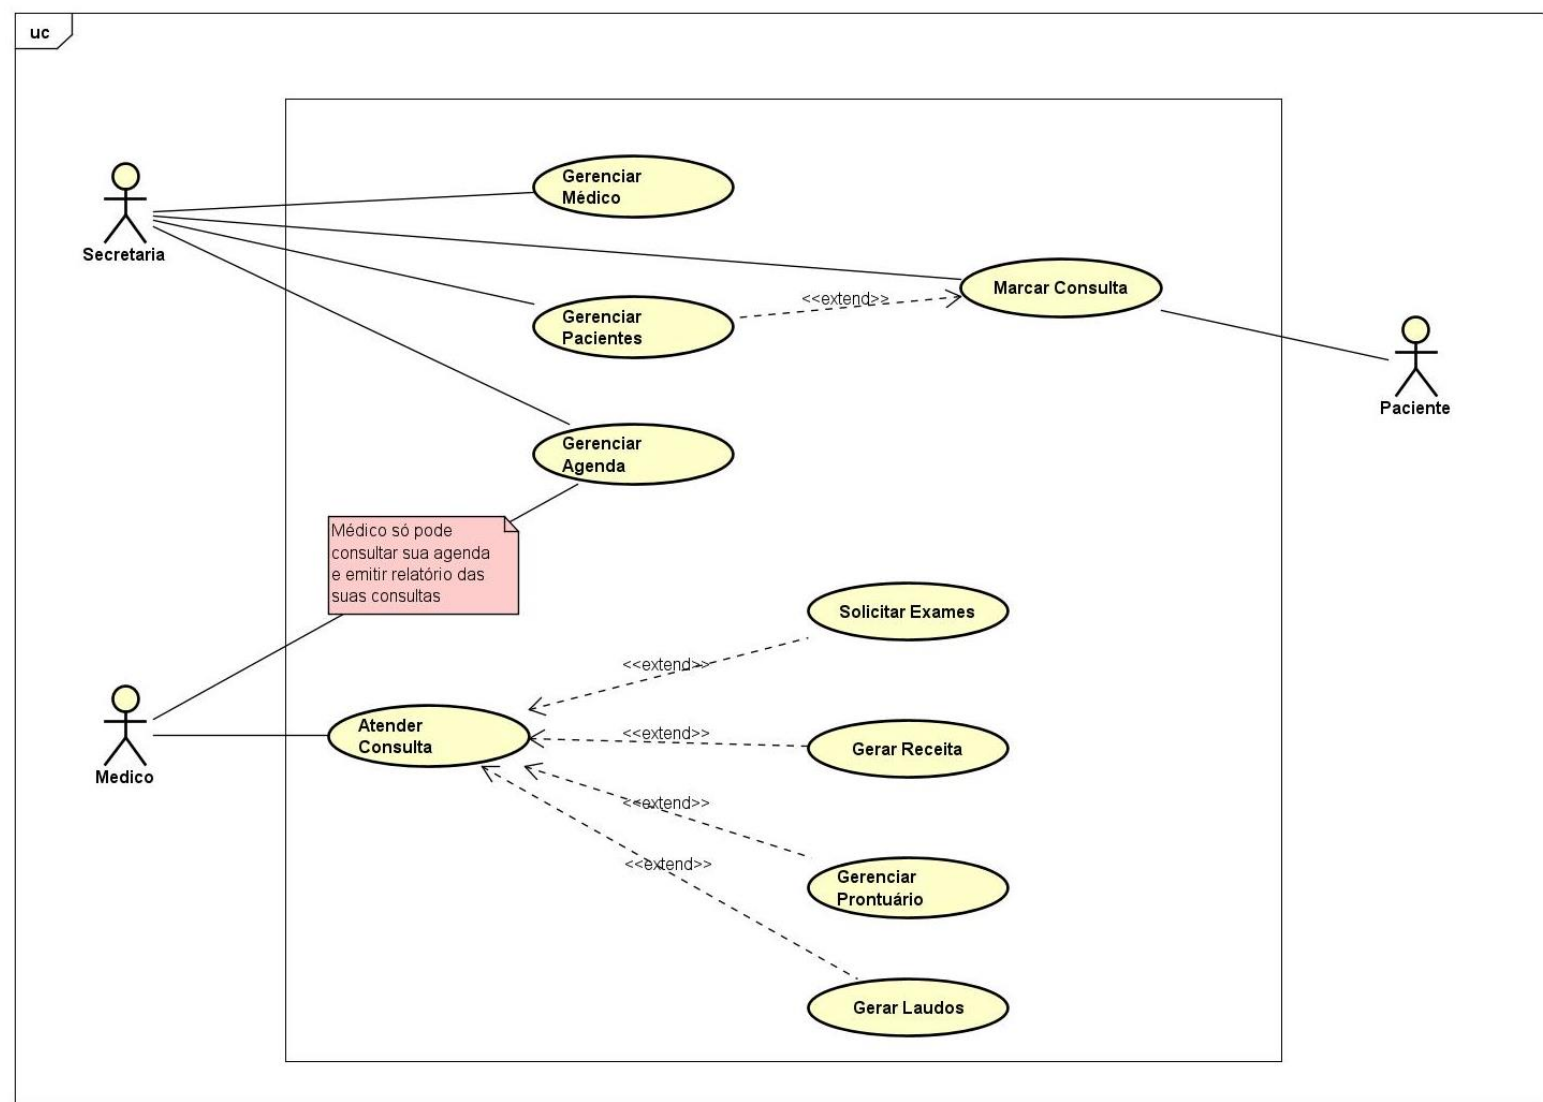 uc
Gerenciar
Médico
Secretaria
Marcar Consulta
<<extend>>
Gerenciar
Pacientes
Paciente
Gerenciar
Agenda
Médico só pode
consultar sua agenda
e emitir relatório das
suas consultas
Solicitar Exames
<<extend>>
Atender
Consulta
<<extend>>
Gerar Receita
Medico
<<extend>>
<<extend>>
Gerenciar
Prontuário
Gerar Laudos